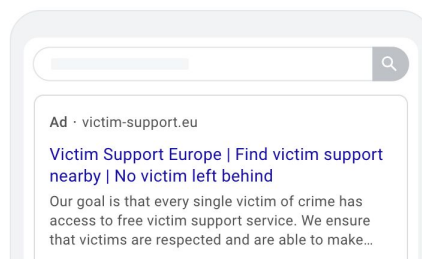 Ad · victim-support.eu
Victim Support Europe | Find victim support
nearby | No victim left behind
Our goal is that every single victim of crime has
access to free victim support service. We ensure
that victims are respected and are able to make…